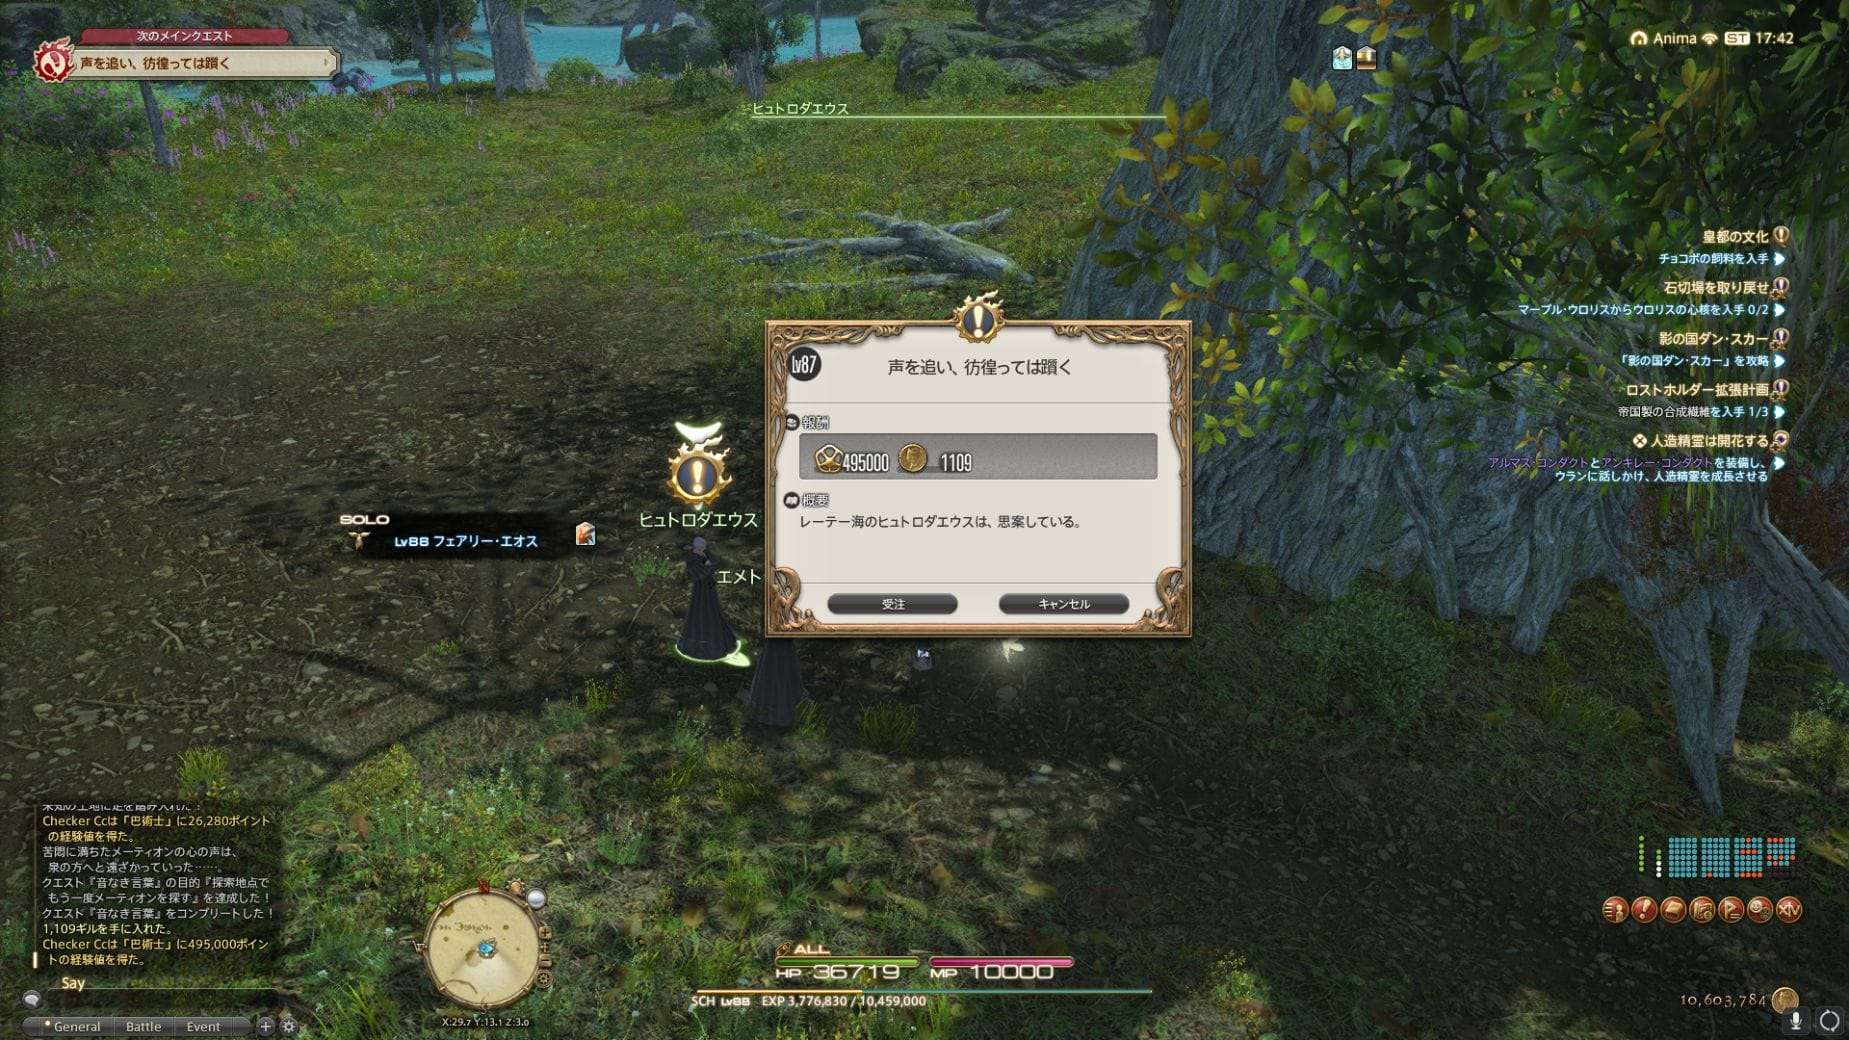 次のメインクエスト
声を追い、彷徨っては躓く
Anima ST 17:42
ヒュトロダエウス
皇都の文化
チョコボの飼料を入手
石切場を取り戻せ
マーブル・ウロリスからウロリスの心核を入手 0/2
影の国ダン・スカー
「影の国ダン・スカー」を攻略
ロストホルダー拡張計画
帝国製の合成繊維を入手 1/3
人造精霊は開花する
アルマス・コンダクトとアンキレー・コンダクトを装備し、
ウランに話しかけ、人造精霊を成長させる
Lv87
声を追い、彷徨っては躓く
報酬
495000 1109
概要
レーテー海のヒュトロダエウスは、思案している。
受注 キャンセル
ヒュトロダエウス
エメト
SOLO
Lv88 フェアリー・エオス
未知の土地に足を踏み入れた！
Checker Ccは「巴術士」に26,280ポイント
の経験値を得た。
苦悶に満ちたメーティオンの心の声は、
泉の方へと遠ざかっていった……。
クエスト『音なき言葉』の目的『探索地点で
もう一度メーティオンを探す』を達成した！
クエスト『音なき言葉』をコンプリートした！
1,109ギルを手に入れた。
Checker Ccは「巴術士」に495,000ポイン
トの経験値を得た。
Say
General Battle Event
X:29.7 Y:13.1 Z:3.0
ALL
HP 36719 MP 10000
SCH Lv88 EXP 3,776,830 / 10,459,000
XIV
10,603,784